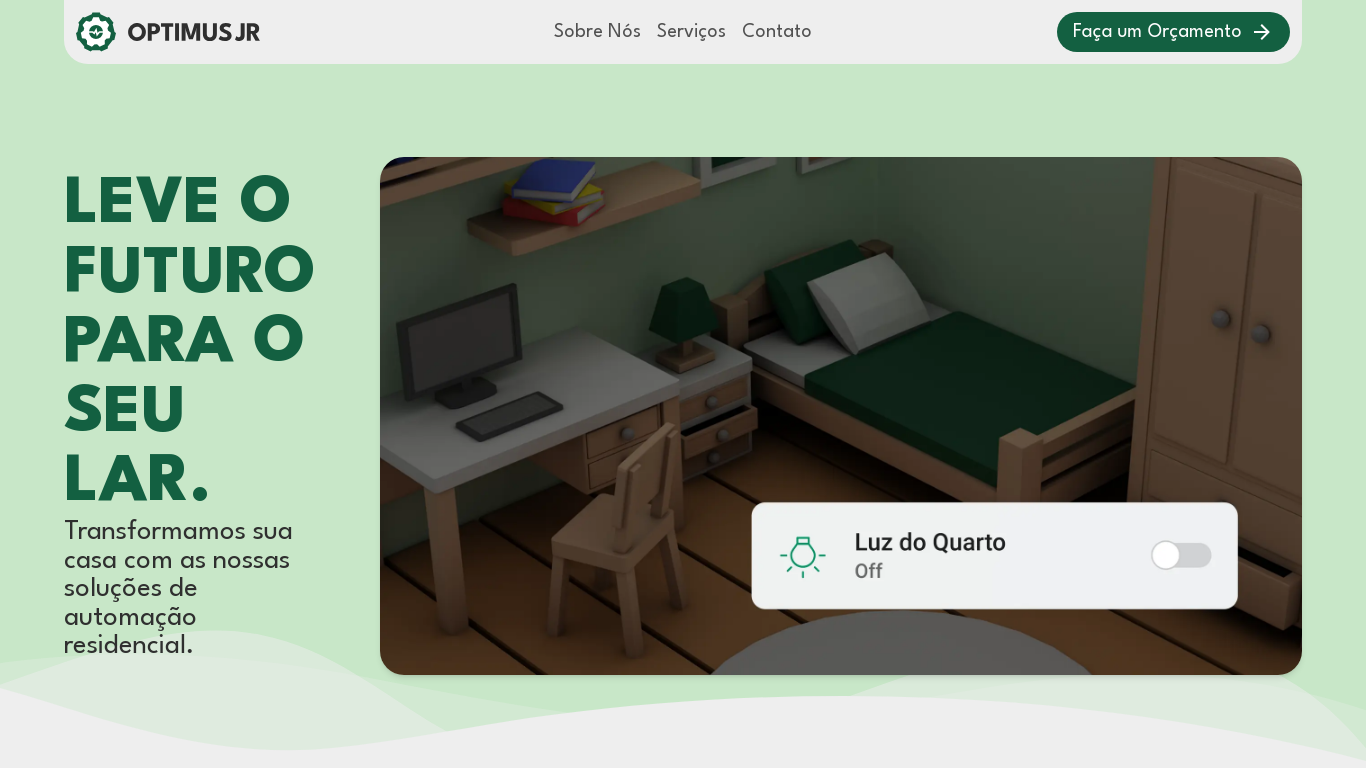 OPTIMUS JR
Sobre Nós
Serviços
Contato
Faça um Orçamento
LEVE O
FUTURO
PARA O
SEU
LAR.
Transformamos sua
casa com as nossas
soluções de
automação
residencial.
Luz do Quarto
Off